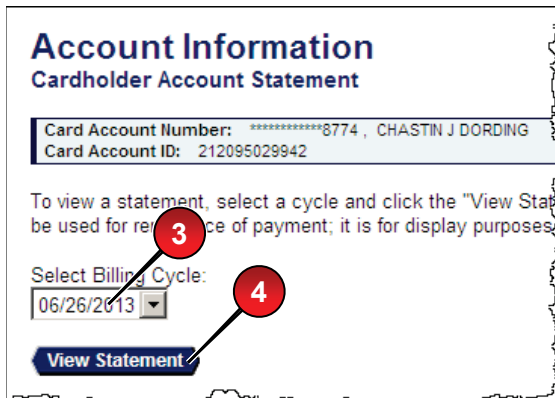 Account Information
Cardholder Account Statement
Card Account Number: ************8774 , CHASTIN J DORDING
Card Account ID: 212095029942
To view a statement, select a cycle and click the "View Stat
be used for ce of payment; it is for display purposes
3
Select Billing Cycle:
06/26/2013
4
View Statement